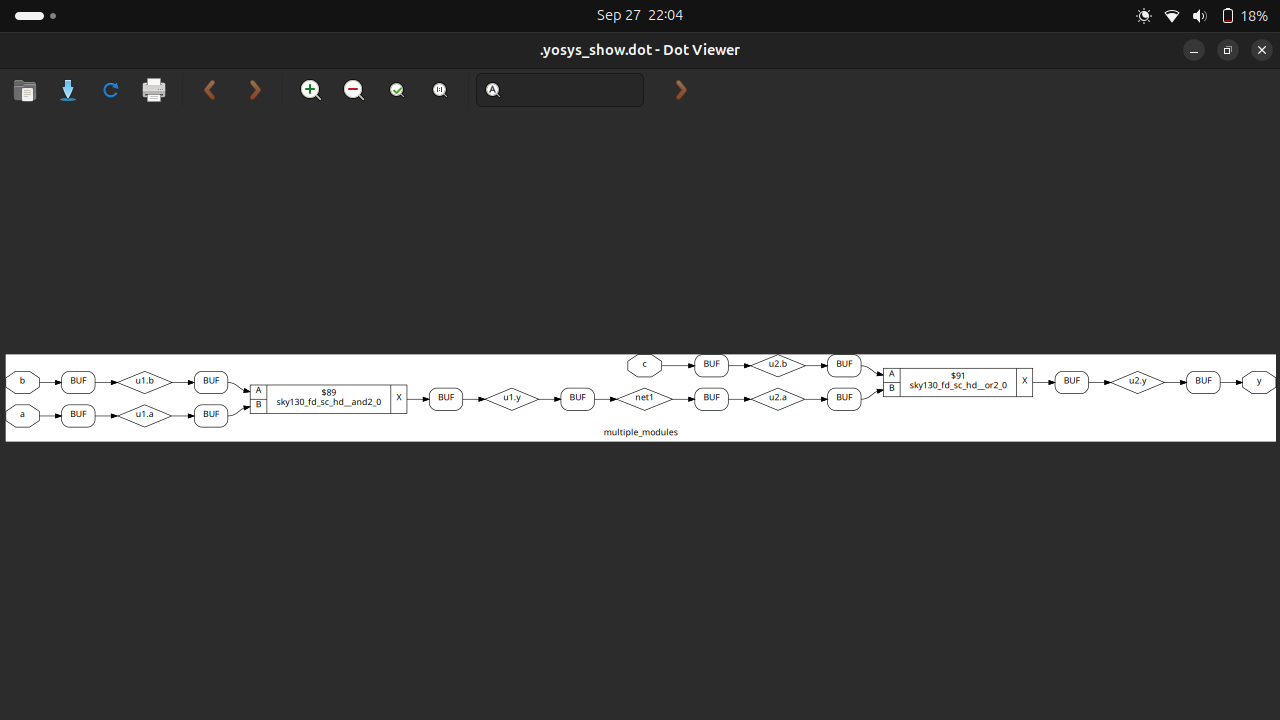 Sep 27 22:04
18%
.yosys_show.dot - Dot Viewer
A
c BUF u2.b BUF
b BUF u1.b BUF
A $89
sky130_fd_sc_hd__and2_0 X
B
a BUF u1.a BUF
BUF u1.y BUF net1 BUF u2.a BUF
A $91
sky130_fd_sc_hd__or2_0 X
B
BUF u2.y BUF y
multiple_modules